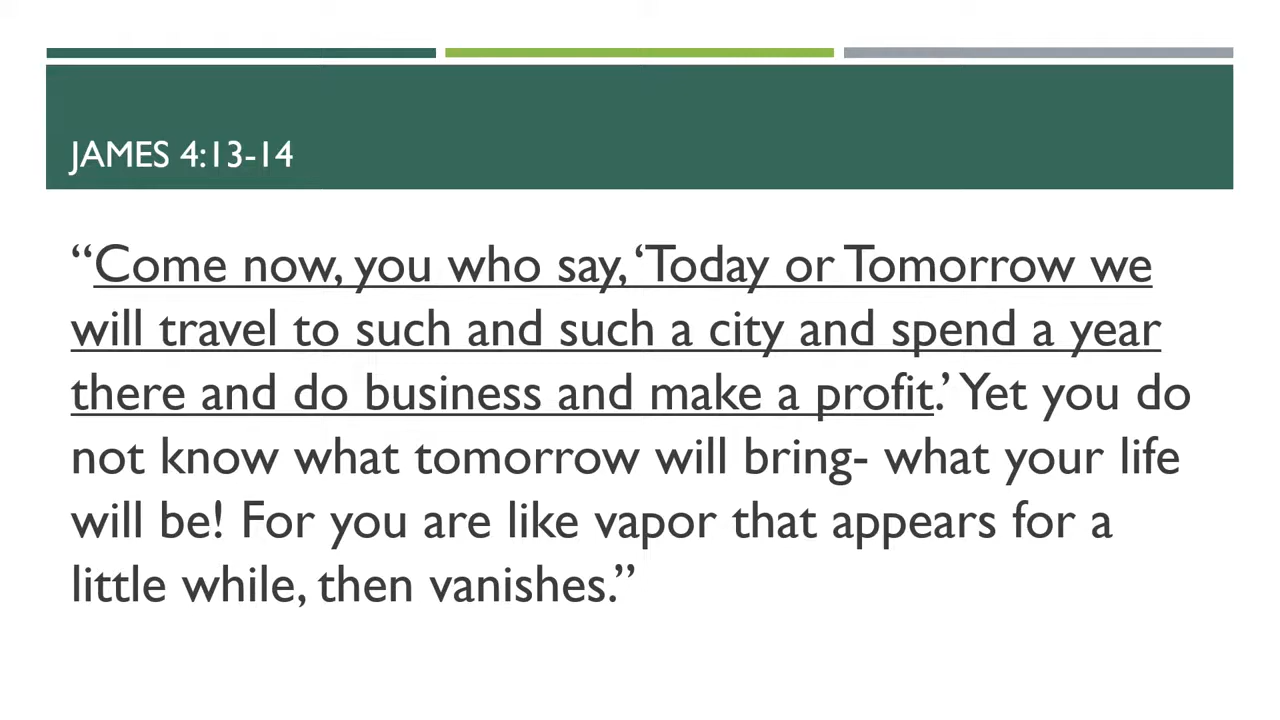 JAMES 4:13-14
“Come now, you who say, ‘Today or Tomorrow we
will travel to such and such a city and spend a year
there and do business and make a profit.’ Yet you do
not know what tomorrow will bring- what your life
will be! For you are like vapor that appears for a
little while, then vanishes.”